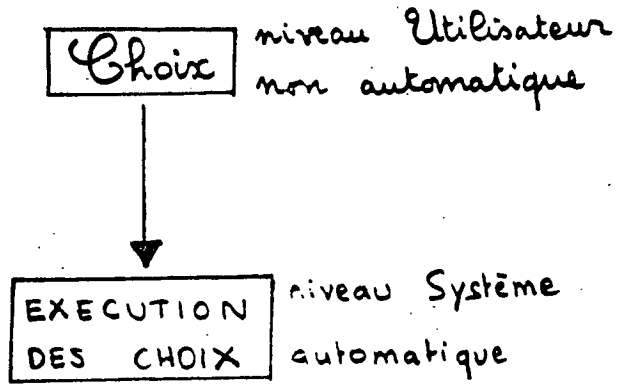 niveau Utilisateur
Choix
non automatique
niveau Système
EXECUTION
DES CHOIX automatique